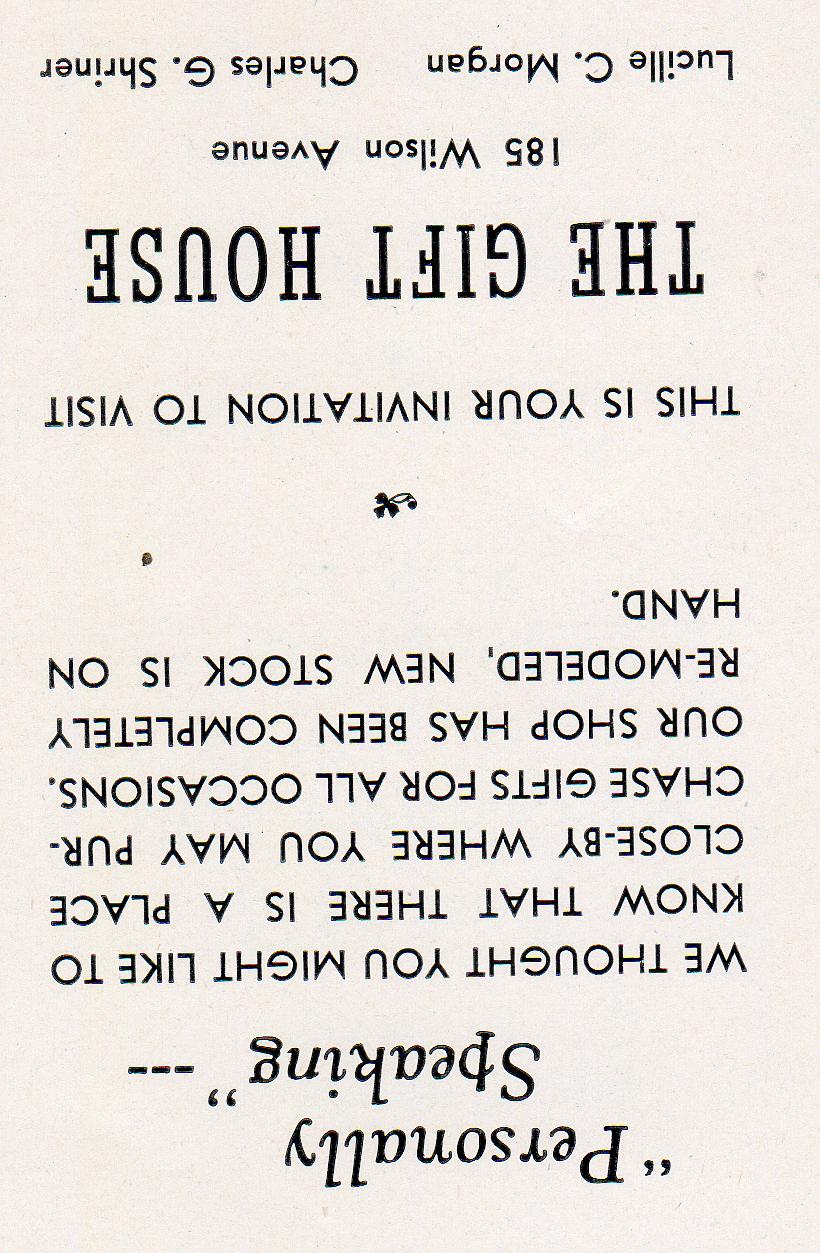 “Personally
Speaking” ---
WE THOUGHT YOU MIGHT LIKE TO
KNOW THAT THERE IS A PLACE
CLOSE-BY WHERE YOU MAY PUR-
CHASE GIFTS FOR ALL OCCASIONS.
OUR SHOP HAS BEEN COMPLETELY
RE-MODELED, NEW STOCK IS ON
HAND.
THIS IS YOUR INVITATION TO VISIT
THE GIFT HOUSE
185 Wilson Avenue
Lucille C. Morgan Charles G. Shriner